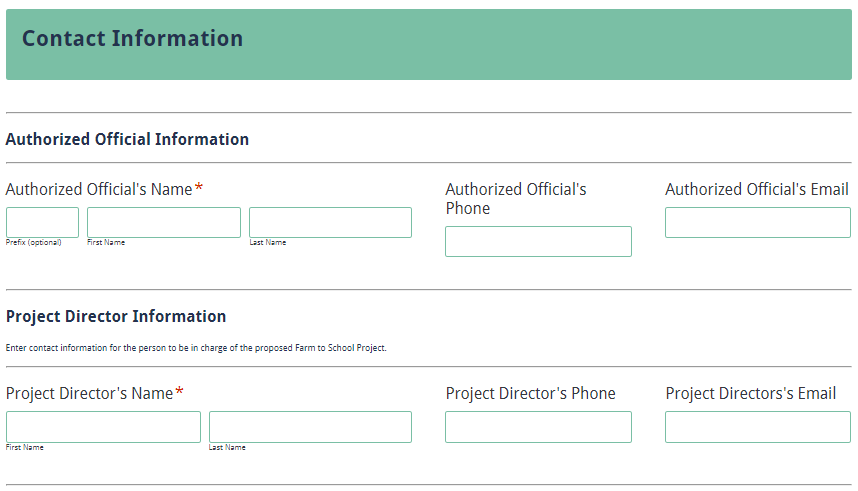 Contact Information
Authorized Official Information
Authorized Official's Name*
Prefix (optional)
First Name
Last Name
Authorized Official's
Phone
Authorized Official's Email
Project Director Information
Enter contact information for the person to be in charge of the proposed Farm to School Project.
Project Director's Name*
First Name
Last Name
Project Director's Phone
Project Directors's Email